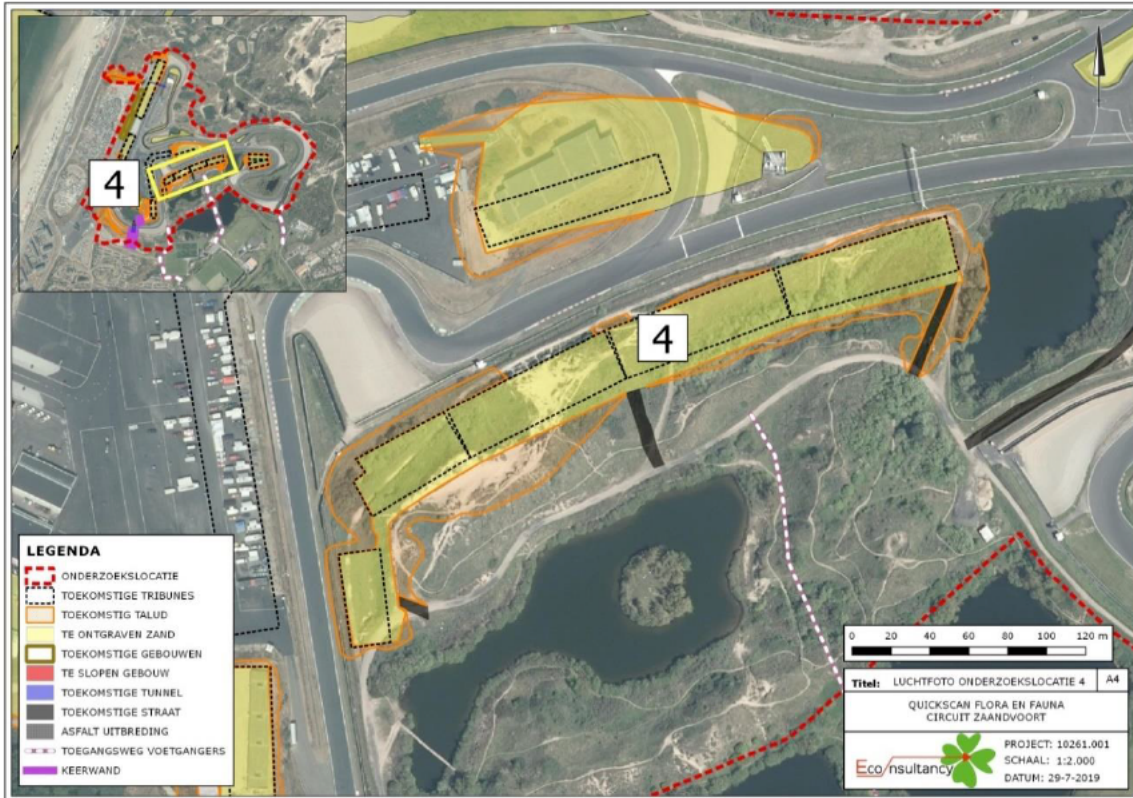 4
4
LEGENDA
ONDERZOEKSLOCATIE
TOEKOMSTIGE TRIBUNES
TOEKOMSTIG TALUD
TE ONTGRAVEN ZAND
TOEKOMSTIGE GEBOUWEN
TE SLOPEN GEBOUW
TOEKOMSTIGE TUNNEL
TOEKOMSTIGE STRAAT
ASFALT UITBREDING
TOEGANGSWEG VOETGANGERS
KEERWAND
0 20 40 60 80 100 120 m
Titel: LUCHTFOTO ONDERZOEKSLOCATIE 4 A4
QUICKSCAN FLORA EN FAUNA
CIRCUIT ZAANDVOORT
Econsultancy
PROJECT: 10261.001
SCHAAL: 1:2.000
DATUM: 29-7-2019